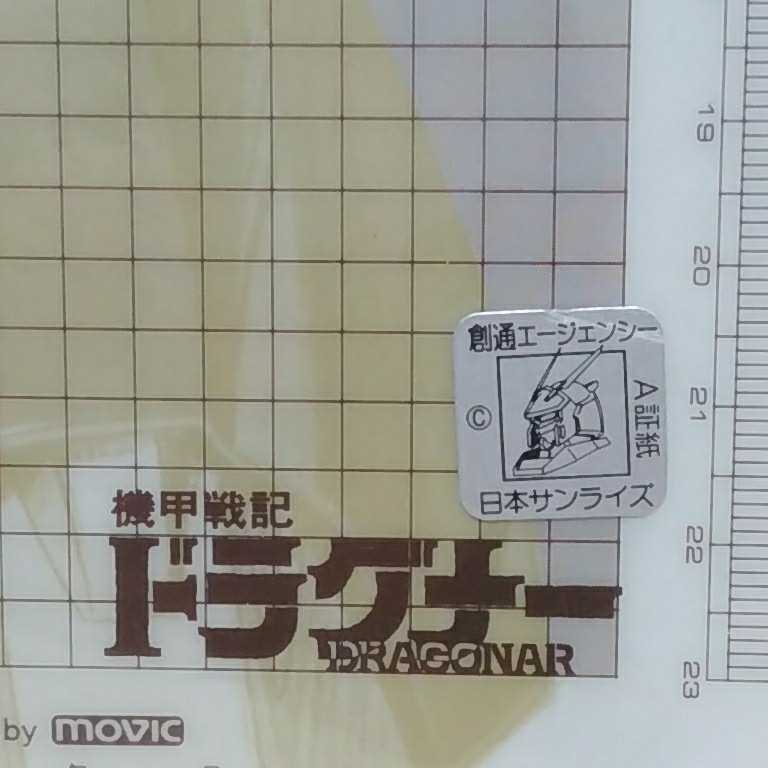 19
20
21
22
23
創通エージェンシー
©
A証紙
日本サンライズ
機甲戦記
ドラグナー
DRAGONAR
by movic